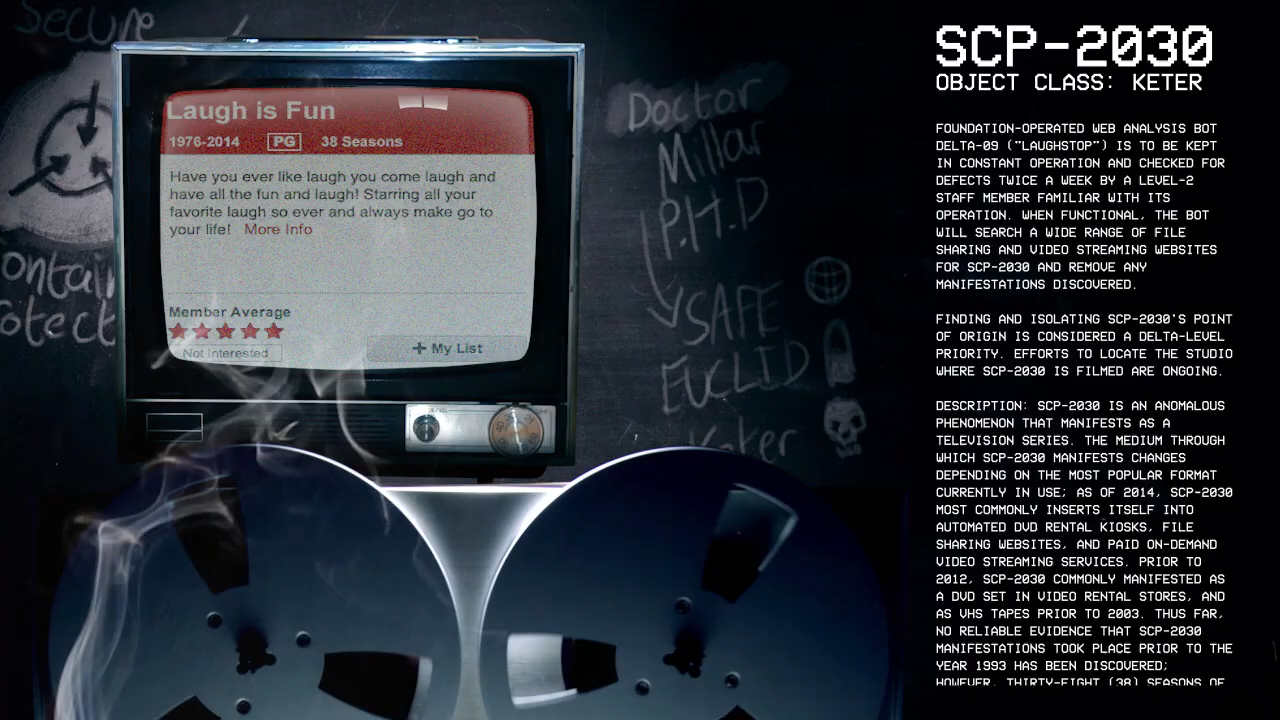 Secure
Contain
Protect
Laugh is Fun
1976-2014 PG 38 Seasons
Have you ever like laugh you come laugh and
have all the fun and laugh! Starring all your
favorite laugh so ever and always make go to
your life! More Info
Member Average
Not Interested
+ My List
Doctor
Millar
P.H.D
SAFE
EUCLID
Keter
SCP-2030
OBJECT CLASS: KETER
FOUNDATION-OPERATED WEB ANALYSIS BOT
DELTA-09 ("LAUGHSTOP") IS TO BE KEPT
IN CONSTANT OPERATION AND CHECKED FOR
DEFECTS TWICE A WEEK BY A LEVEL-2
STAFF MEMBER FAMILIAR WITH ITS
OPERATION. WHEN FUNCTIONAL, THE BOT
WILL SEARCH A WIDE RANGE OF FILE
SHARING AND VIDEO STREAMING WEBSITES
FOR SCP-2030 AND REMOVE ANY
MANIFESTATIONS DISCOVERED.
FINDING AND ISOLATING SCP-2030'S POINT
OF ORIGIN IS CONSIDERED A DELTA-LEVEL
PRIORITY. EFFORTS TO LOCATE THE STUDIO
WHERE SCP-2030 IS FILMED ARE ONGOING.
DESCRIPTION: SCP-2030 IS AN ANOMALOUS
PHENOMENON THAT MANIFESTS AS A
TELEVISION SERIES. THE MEDIUM THROUGH
WHICH SCP-2030 MANIFESTS CHANGES
DEPENDING ON THE MOST POPULAR FORMAT
CURRENTLY IN USE; AS OF 2014, SCP-2030
MOST COMMONLY INSERTS ITSELF INTO
AUTOMATED DVD RENTAL KIOSKS, FILE
SHARING WEBSITES, AND PAID ON-DEMAND
VIDEO STREAMING SERVICES. PRIOR TO
2012, SCP-2030 COMMONLY MANIFESTED AS
A DVD SET IN VIDEO RENTAL STORES, AND
AS VHS TAPES PRIOR TO 2003. THUS FAR,
NO RELIABLE EVIDENCE THAT SCP-2030
MANIFESTATIONS TOOK PLACE PRIOR TO THE
YEAR 1993 HAS BEEN DISCOVERED;
HOWEVER, THIRTY-EIGHT (38) SEASONS OF